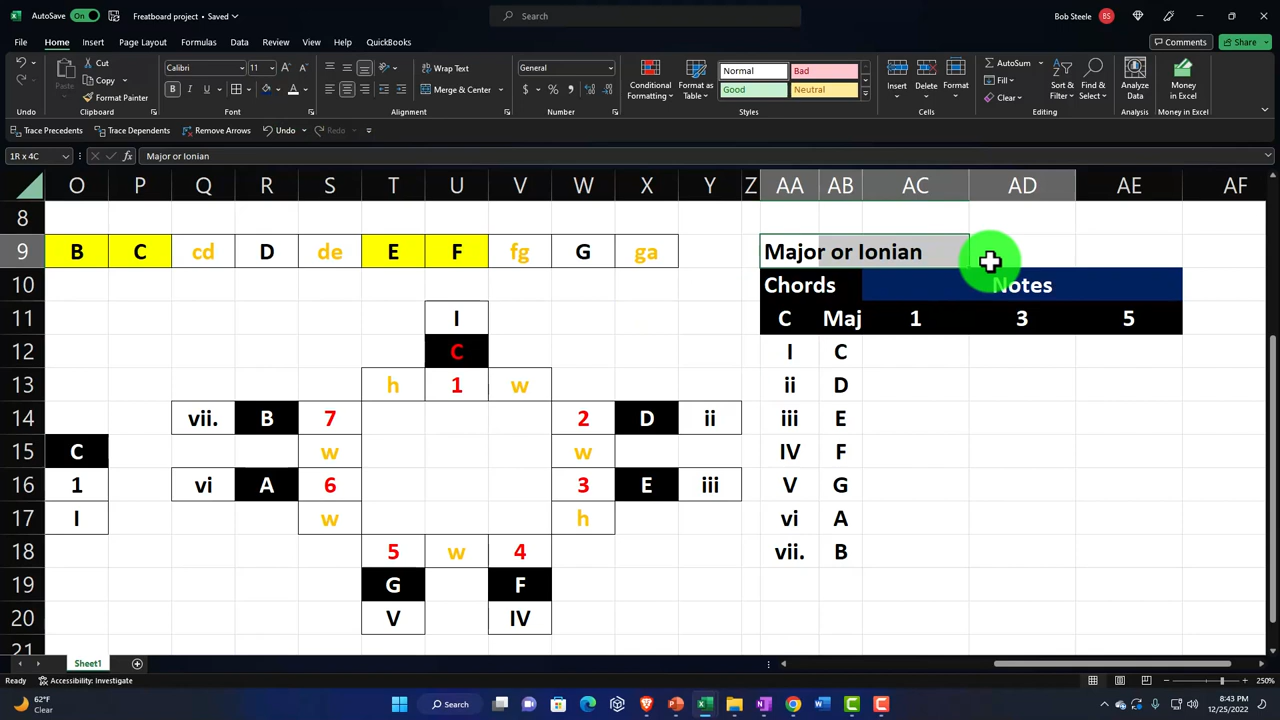 AutoSave On Freatboard project • Saved Search Bob Steele BS
File Home Insert Page Layout Formulas Data Review View Help QuickBooks Comments Share
Paste Cut Copy Format Painter Clipboard
Calibri 11 B I U Font
Wrap Text Merge & Center Alignment
General $ % Number
Conditional Formatting Format as Table Normal Bad Good Neutral Styles
Insert Delete Format Cells
AutoSum Fill Clear Sort & Filter Find & Select Editing
Analyze Data Analysis
Money in Excel Money in Excel
Undo
Trace Precedents Trace Dependents Remove Arrows Undo Redo
1R x 4C fx Major or Ionian
O P Q R S T U V W X Y Z AA AB AC AD AE AF
8
9 B C cd D de E F fg G ga Major or Ionian
10 Chords Notes
11 I C Maj 1 3 5
12 C I C
13 h 1 w ii D
14 vii. B 7 2 D ii iii E
15 C w w IV F
16 1 vi A 6 3 E iii V G
17 I w h vi A
18 5 w 4 vii. B
19 G F
20 V IV
21
Sheet1
Ready Accessibility: Investigate 250%
62°F Clear Search 8:43 PM 12/25/2022